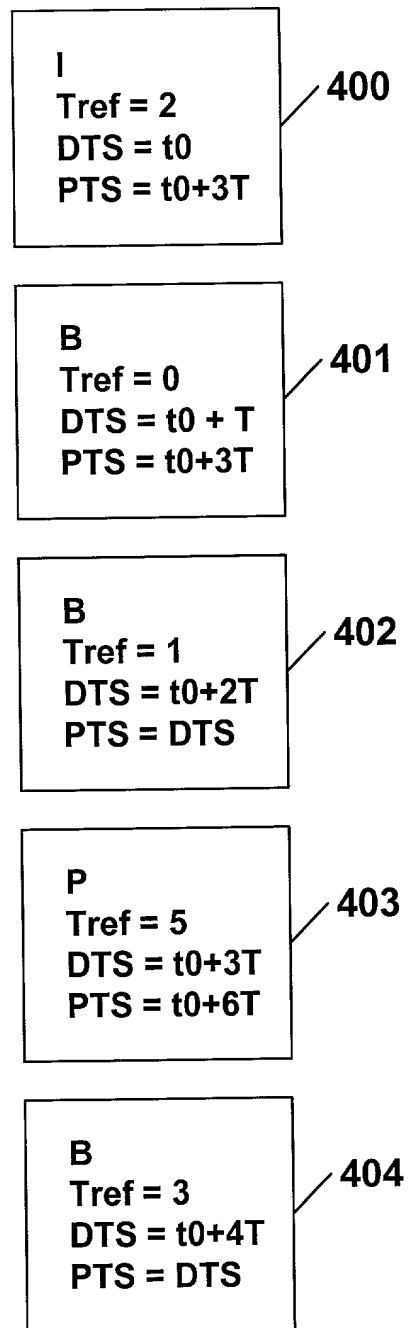 I
Tref = 2
DTS = t0
PTS = t0+3T
400
B
Tref = 0
DTS = t0 + T
PTS = t0+3T
401
B
Tref = 1
DTS = t0+2T
PTS = DTS
402
P
Tref = 5
DTS = t0+3T
PTS = t0+6T
403
B
Tref = 3
DTS = t0+4T
PTS = DTS
404